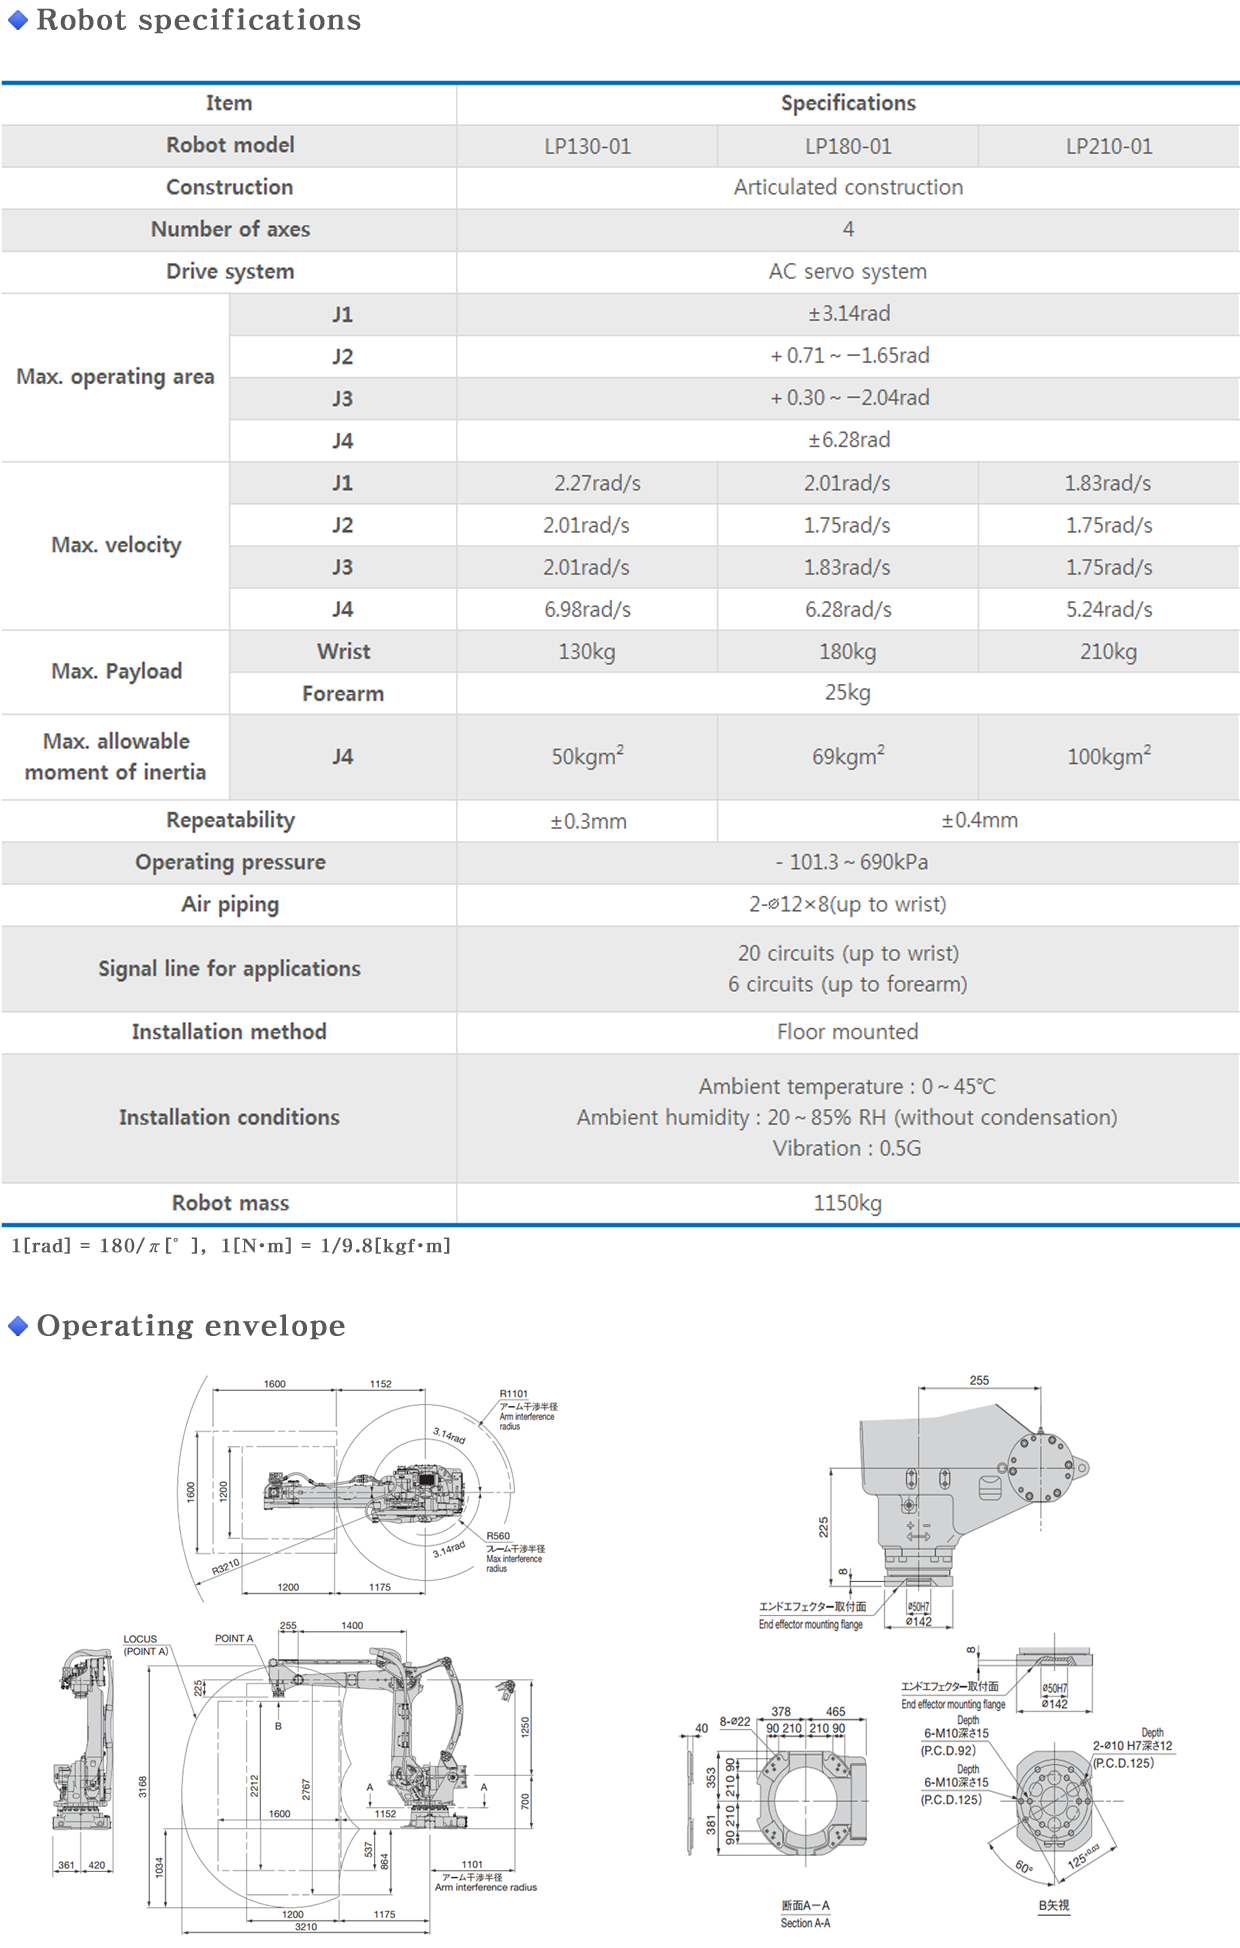 Robot specifications
Item Specifications
Robot model LP130-01 LP180-01 LP210-01
Construction Articulated construction
Number of axes 4
Drive system AC servo system
Max. operating area
J1 ±3.14rad
J2 + 0.71 ~ −1.65rad
J3 + 0.30 ~ −2.04rad
J4 ±6.28rad
Max. velocity
J1 2.27rad/s 2.01rad/s 1.83rad/s
J2 2.01rad/s 1.75rad/s 1.75rad/s
J3 2.01rad/s 1.83rad/s 1.75rad/s
J4 6.98rad/s 6.28rad/s 5.24rad/s
Max. Payload
Wrist 130kg 180kg 210kg
Forearm 25kg
Max. allowable
moment of inertia
J4 50kgm² 69kgm² 100kgm²
Repeatability ±0.3mm ±0.4mm
Operating pressure - 101.3 ~ 690kPa
Air piping 2-⌀12×8(up to wrist)
Signal line for applications
20 circuits (up to wrist)
6 circuits (up to forearm)
Installation method Floor mounted
Installation conditions
Ambient temperature : 0 ~ 45℃
Ambient humidity : 20 ~ 85% RH (without condensation)
Vibration : 0.5G
Robot mass 1150kg
1[rad] = 180/π[° ], 1[N·m] = 1/9.8[kgf·m]
Operating envelope
1600 1152
R1101
アーム干渉半径
Arm interference
radius
3.14rad
1600
1200
R3210
R560
フレーム干渉半径
Max interference
radius
3.14rad
1200 1175
LOCUS
(POINT A)
POINT A
255 1400
225
B
3168
2212
2767
A A
1250
700
1600 1152
537
864
1034
361 420
1101
アーム干渉半径
Arm interference radius
1200 1175
3210
255
225
8
+ −
エンドエフェクター取付面
End effector mounting flange
ø50H7
ø142
8
エンドエフェクター取付面
End effector mounting flange
ø50H7
ø142
378 465
8-ø22
90 210 210 90
40
353
381
90
210
210
90
断面A−A
Section A-A
Depth
6-M10深さ15
(P.C.D.92)
Depth
6-M10深さ15
(P.C.D.125)
Depth
2-ø10 H7深さ12
(P.C.D.125)
60°
125±0.03
B矢視